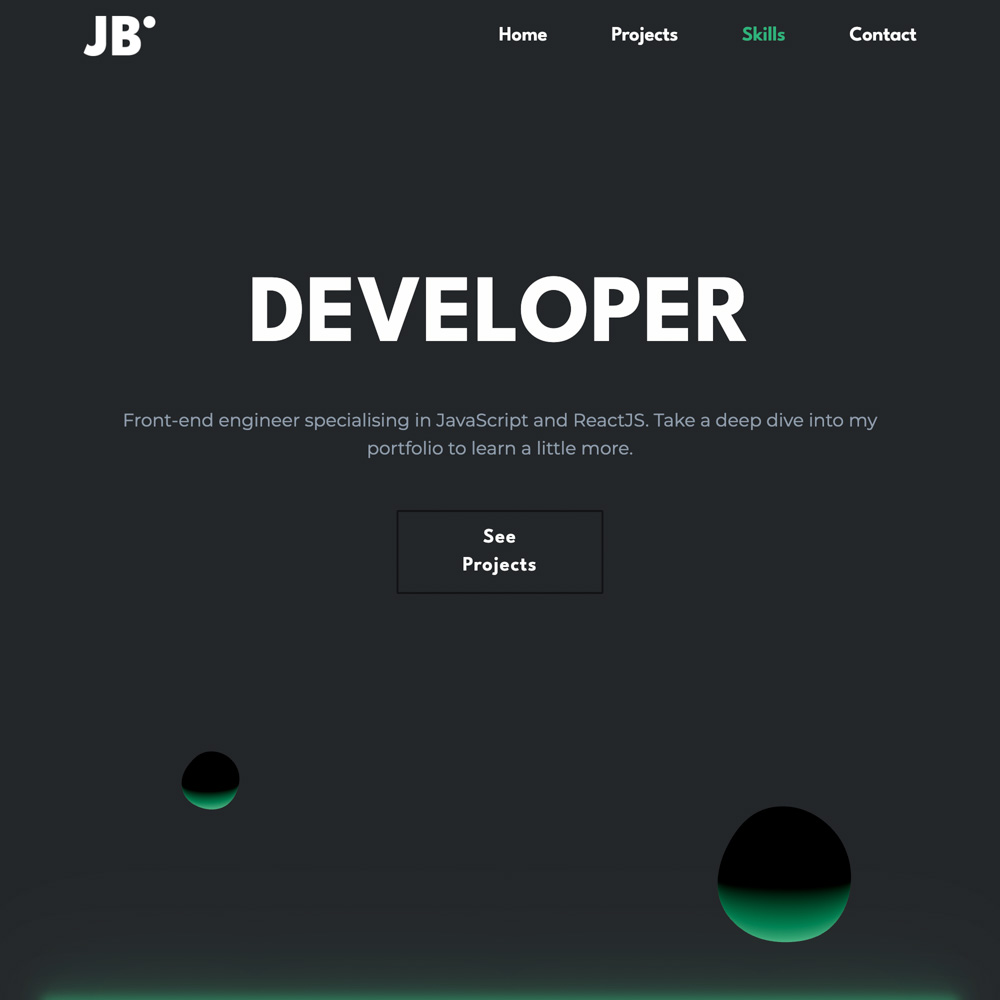 JB
Home Projects Skills Contact
DEVELOPER
Front-end engineer specialising in JavaScript and ReactJS. Take a deep dive into my
portfolio to learn a little more.
See
Projects